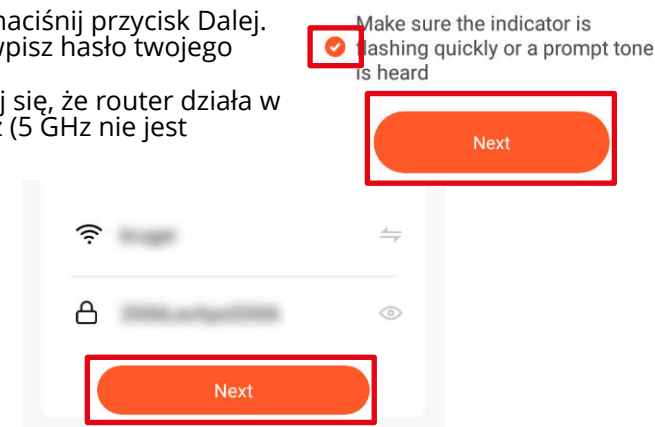 naciśnij przycisk Dalej.
wpisz hasło twojego
j się, że router działa w
z (5 GHz nie jest
Make sure the indicator is
flashing quickly or a prompt tone
is heard
Next
Next